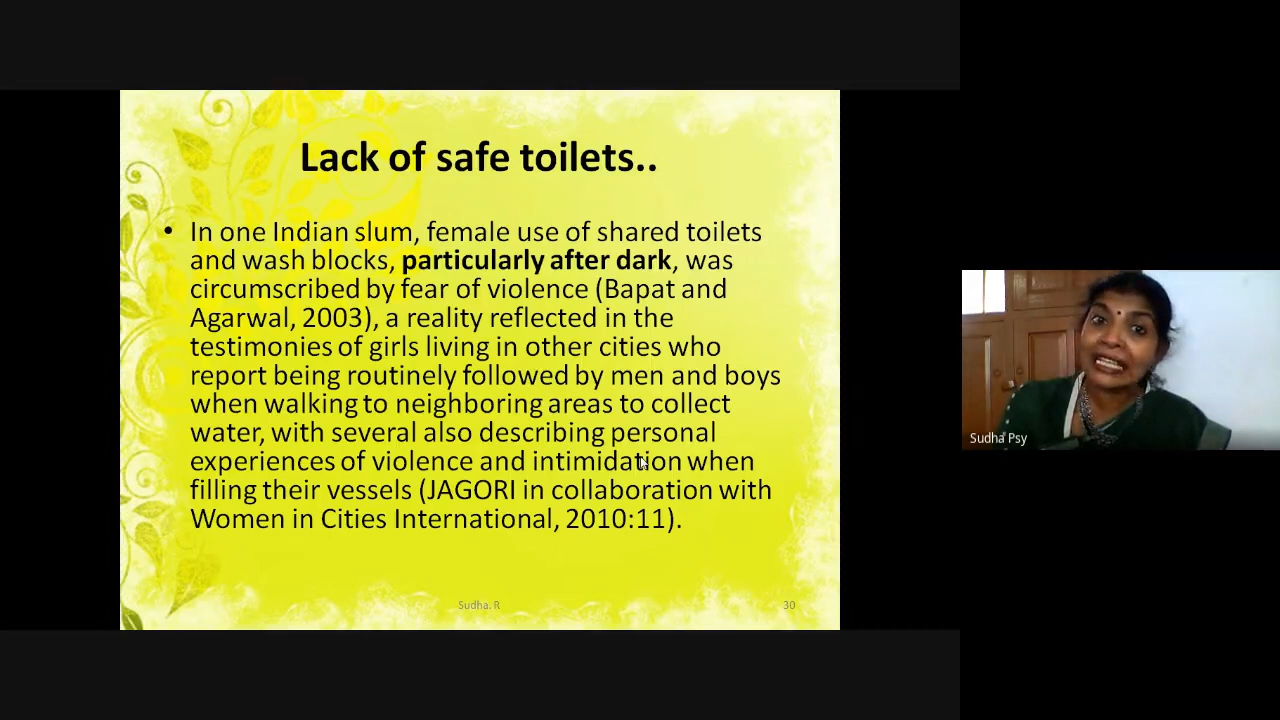 Lack of safe toilets..
• In one Indian slum, female use of shared toilets
and wash blocks, particularly after dark, was
circumscribed by fear of violence (Bapat and
Agarwal, 2003), a reality reflected in the
testimonies of girls living in other cities who
report being routinely followed by men and boys
when walking to neighboring areas to collect
water, with several also describing personal
experiences of violence and intimidation when
filling their vessels (JAGORI in collaboration with
Women in Cities International, 2010:11).
Sudha. R
30
Sudha Psy